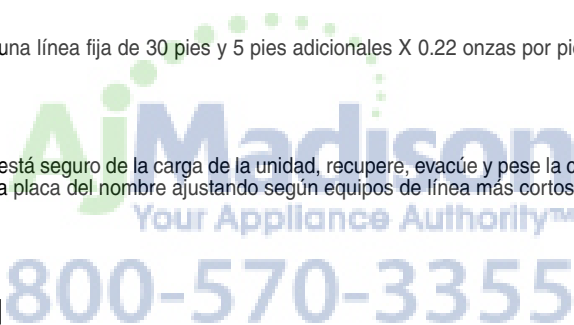 una línea fija de 30 pies y 5 pies adicionales X 0.22 onzas por pie
AjMadison
está seguro de la carga de la unidad, recupere, evacúe y pese la
a placa del nombre ajustando según equipos de línea más cortos
Your Appliance Authority™
800-570-3355